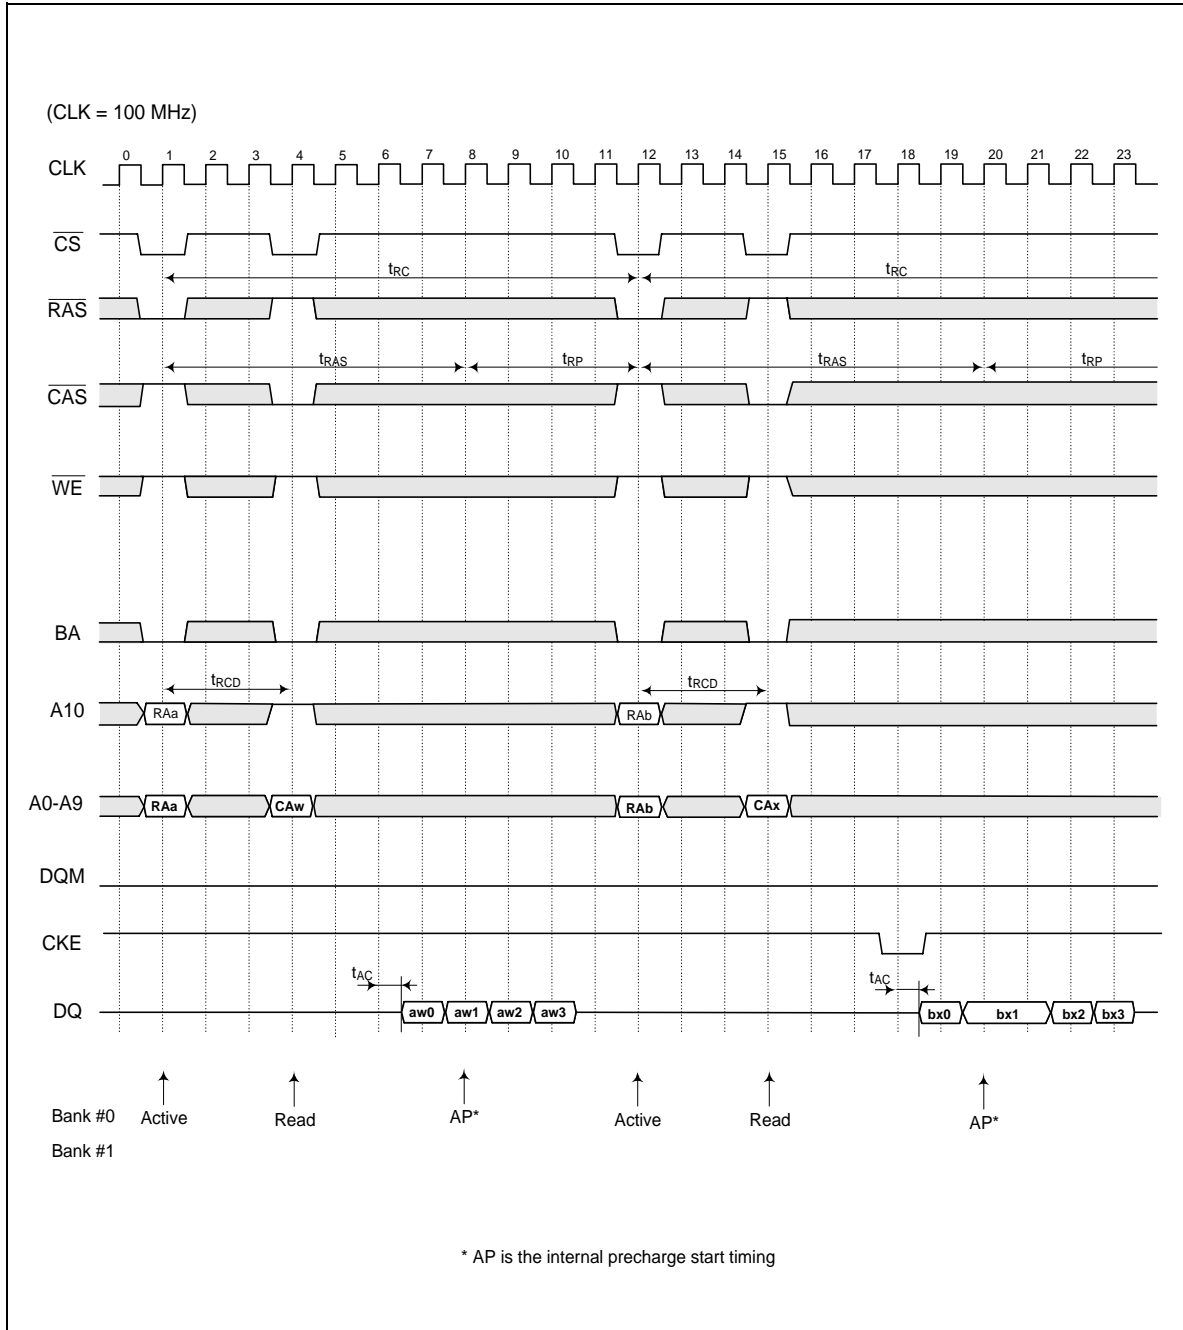 (CLK = 100 MHz)
0 1 2 3 4 5 6 7 8 9 10 11 12 13 14 15 16 17 18 19 20 21 22 23
CLK
CS
tRC tRC
RAS
tRAS tRP tRAS tRP
CAS
WE
BA
tRCD tRCD
A10 RAa RAb
A0-A9 RAa CAw RAb CAx
DQM
CKE
tAC tAC
DQ aw0 aw1 aw2 aw3 bx0 bx1 bx2 bx3
Bank #0 Active Read AP* Active Read AP*
Bank #1
* AP is the internal precharge start timing